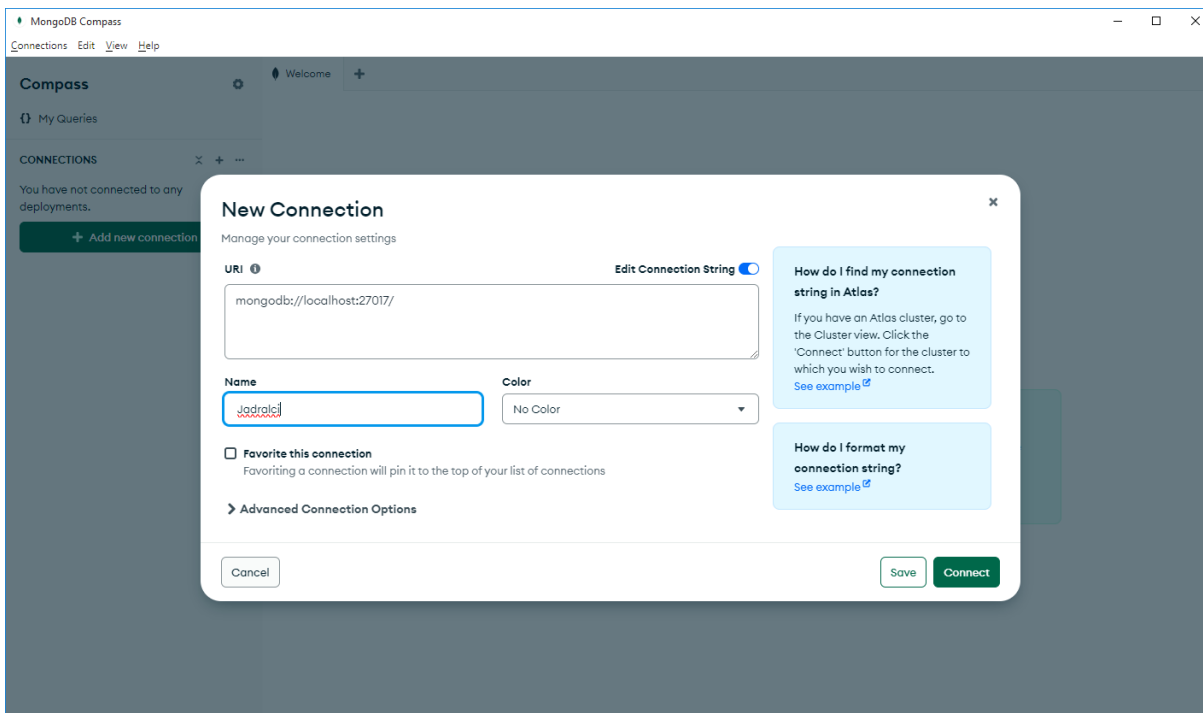 MongoDB Compass
Connections Edit View Help
Compass
Welcome
{} My Queries
CONNECTIONS
You have not connected to any
deployments.
+ Add new connection
New Connection
Manage your connection settings
URI
Edit Connection String
mongodb://localhost:27017/
Name
Color
Jadralci
No Color
Favorite this connection
Favoriting a connection will pin it to the top of your list of connections
Advanced Connection Options
How do I find my connection
string in Atlas?
If you have an Atlas cluster, go to
the Cluster view. Click the
'Connect' button for the cluster to
which you wish to connect.
See example
How do I format my
connection string?
See example
Cancel
Save
Connect